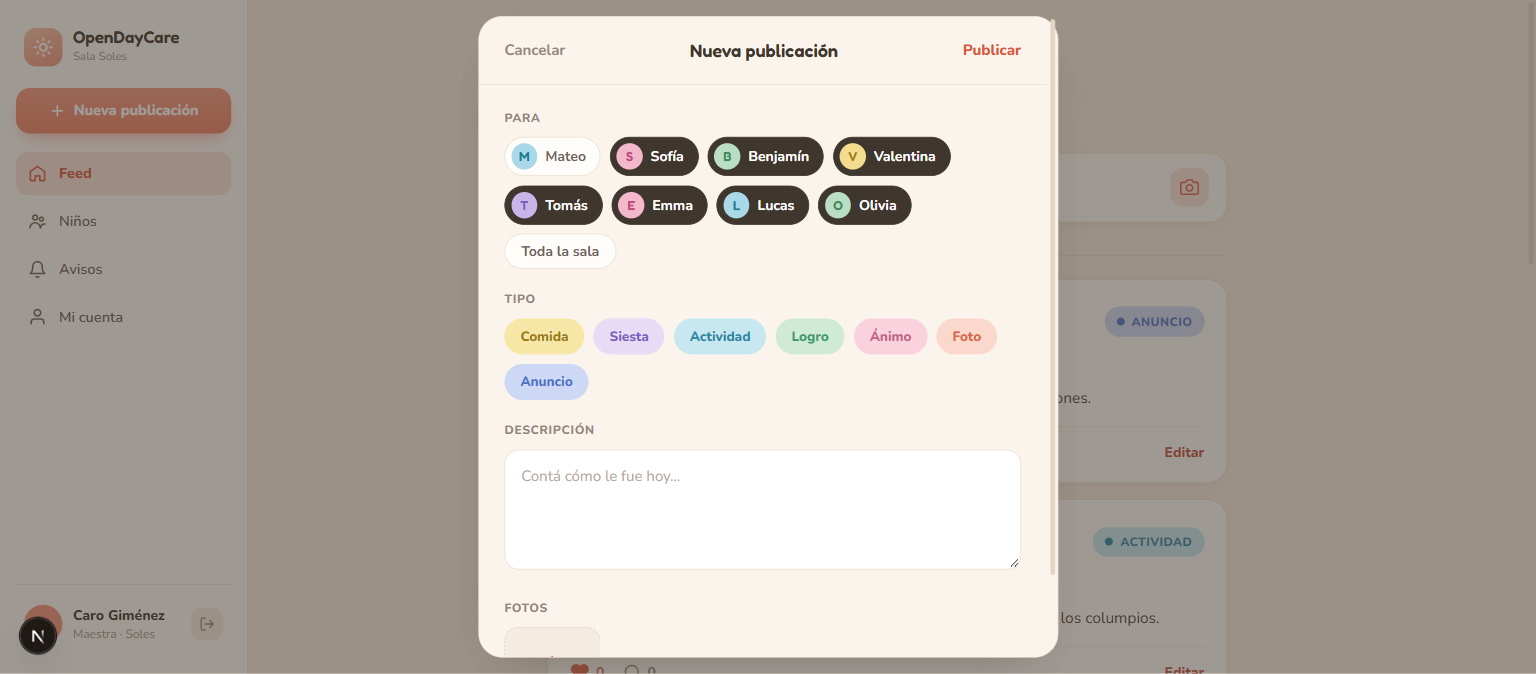 OpenDayCare
Sala Soles
Nueva publicación
Feed
Niños
Avisos
Mi cuenta
Caro Giménez
Maestra · Soles
N
Cancelar
Nueva publicación
Publicar
PARA
M Mateo
S Sofía
B Benjamín
V Valentina
T Tomás
E Emma
L Lucas
O Olivia
Toda la sala
TIPO
Comida
Siesta
Actividad
Logro
Ánimo
Foto
Anuncio
DESCRIPCIÓN
Contá cómo le fue hoy...
FOTOS
ANUNCIO
ones.
Editar
ACTIVIDAD
los columpios.
0
0
Editar